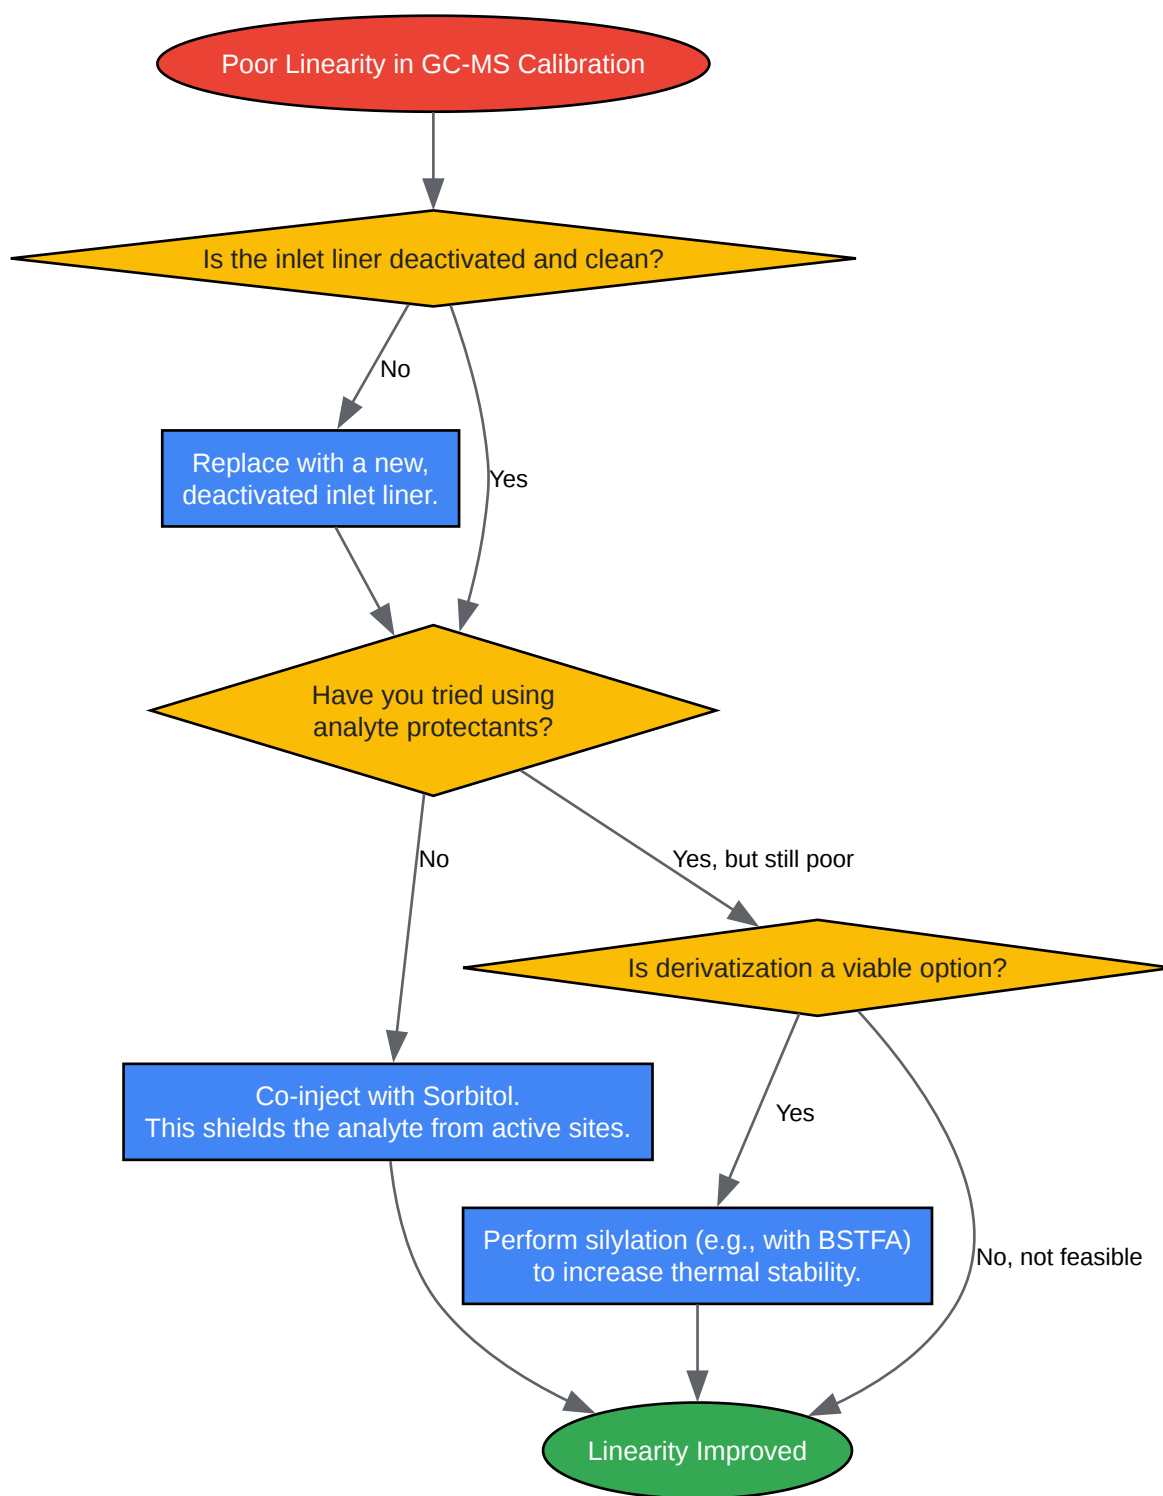 Poor Linearity in GC-MS Calibration
Is the inlet liner deactivated and clean?
No
Replace with a new,
deactivated inlet liner.
Yes
Have you tried using
analyte protectants?
No
Yes, but still poor
Is derivatization a viable option?
Co-inject with Sorbitol.
This shields the analyte from active sites.
Yes
Perform silylation (e.g., with BSTFA)
to increase thermal stability.
No, not feasible
Linearity Improved